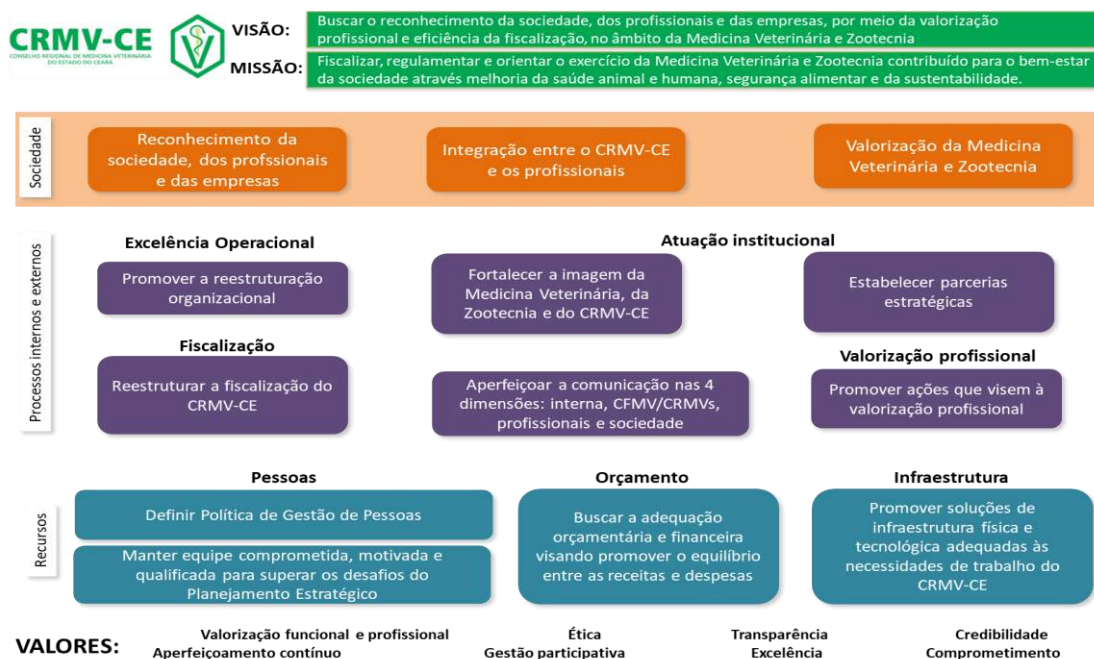 CRMV-CE
CONSELHO REGIONAL DE MEDICINA VETERINÁRIA
DO ESTADO DO CEARÁ
V
VISÃO:
Buscar o reconhecimento da sociedade, dos profissionais e das empresas, por meio da valorização
profissional e eficiência da fiscalização, no âmbito da Medicina Veterinária e Zootecnia
MISSÃO:
Fiscalizar, regulamentar e orientar o exercício da Medicina Veterinária e Zootecnia contribuído para o bem-estar
da sociedade através melhoria da saúde animal e humana, segurança alimentar e da sustentabilidade.
Sociedade
Reconhecimento da
sociedade, dos profssionais
e das empresas
Integração entre o CRMV-CE
e os profissionais
Valorização da Medicina
Veterinária e Zootecnia
Processos internos e externos
Excelência Operacional
Promover a reestruturação
organizacional
Atuação institucional
Fortalecer a imagem da
Medicina Veterinária, da
Zootecnia e do CRMV-CE
Estabelecer parcerias
estratégicas
Fiscalização
Reestruturar a fiscalização do
CRMV-CE
Aperfeiçoar a comunicação nas 4
dimensões: interna, CFMV/CRMVs,
profissionais e sociedade
Valorização profissional
Promover ações que visem à
valorização profissional
Recursos
Pessoas
Definir Política de Gestão de Pessoas
Manter equipe comprometida, motivada e
qualificada para superar os desafios do
Planejamento Estratégico
Orçamento
Buscar a adequação
orçamentária e financeira
visando promover o equilíbrio
entre as receitas e despesas
Infraestrutura
Promover soluções de
infraestrutura física e
tecnológica adequadas às
necessidades de trabalho do
CRMV-CE
VALORES:
Valorização funcional e profissional
Ética
Transparência
Credibilidade
Aperfeiçoamento contínuo
Gestão participativa
Excelência
Comprometimento